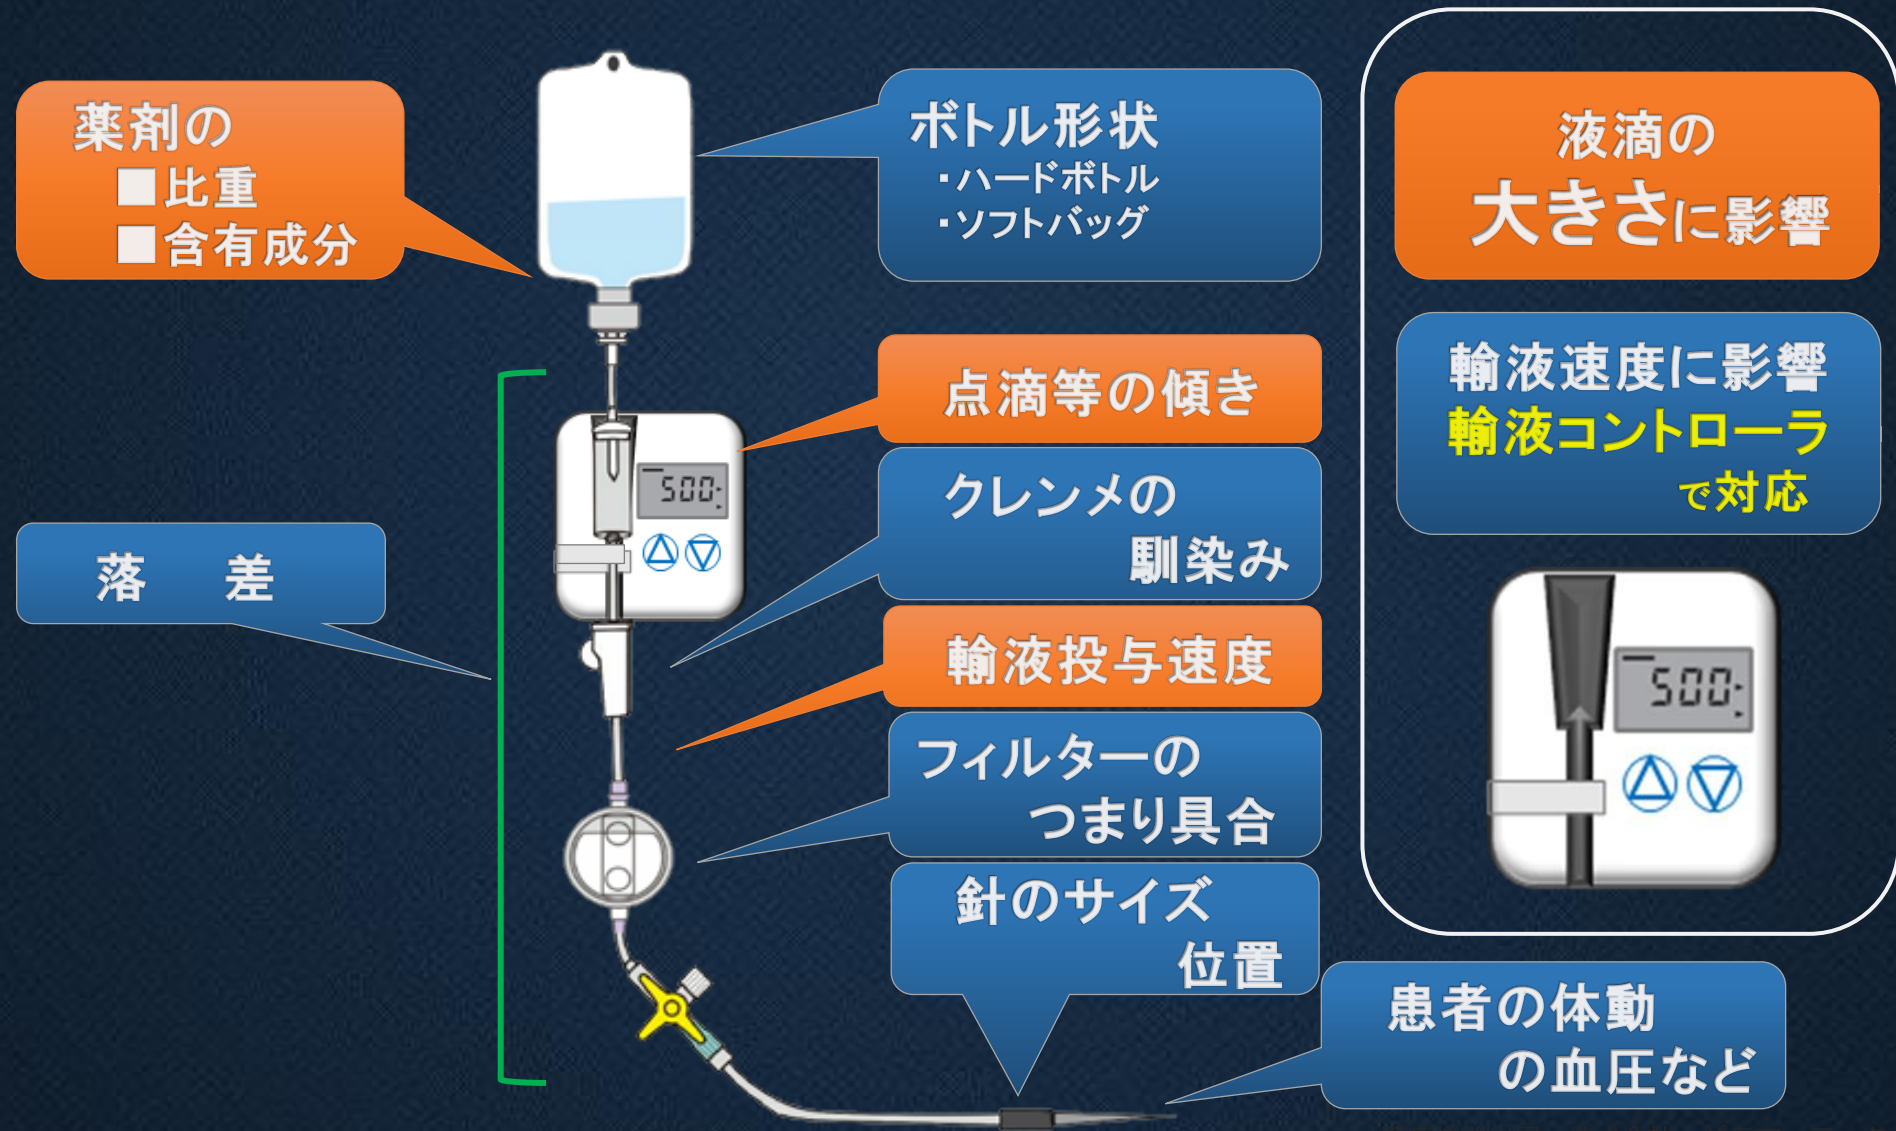 薬剤の
■比重
■含有成分
ボトル形状
・ハードボトル
・ソフトバッグ
液滴の
大きさに影響
輸液速度に影響
輸液コントローラ
で対応
点滴等の傾き
500
クレンメの
馴染み
落 差
輸液投与速度
500
フィルターの
つまり具合
針のサイズ
位置
患者の体動
の血圧など